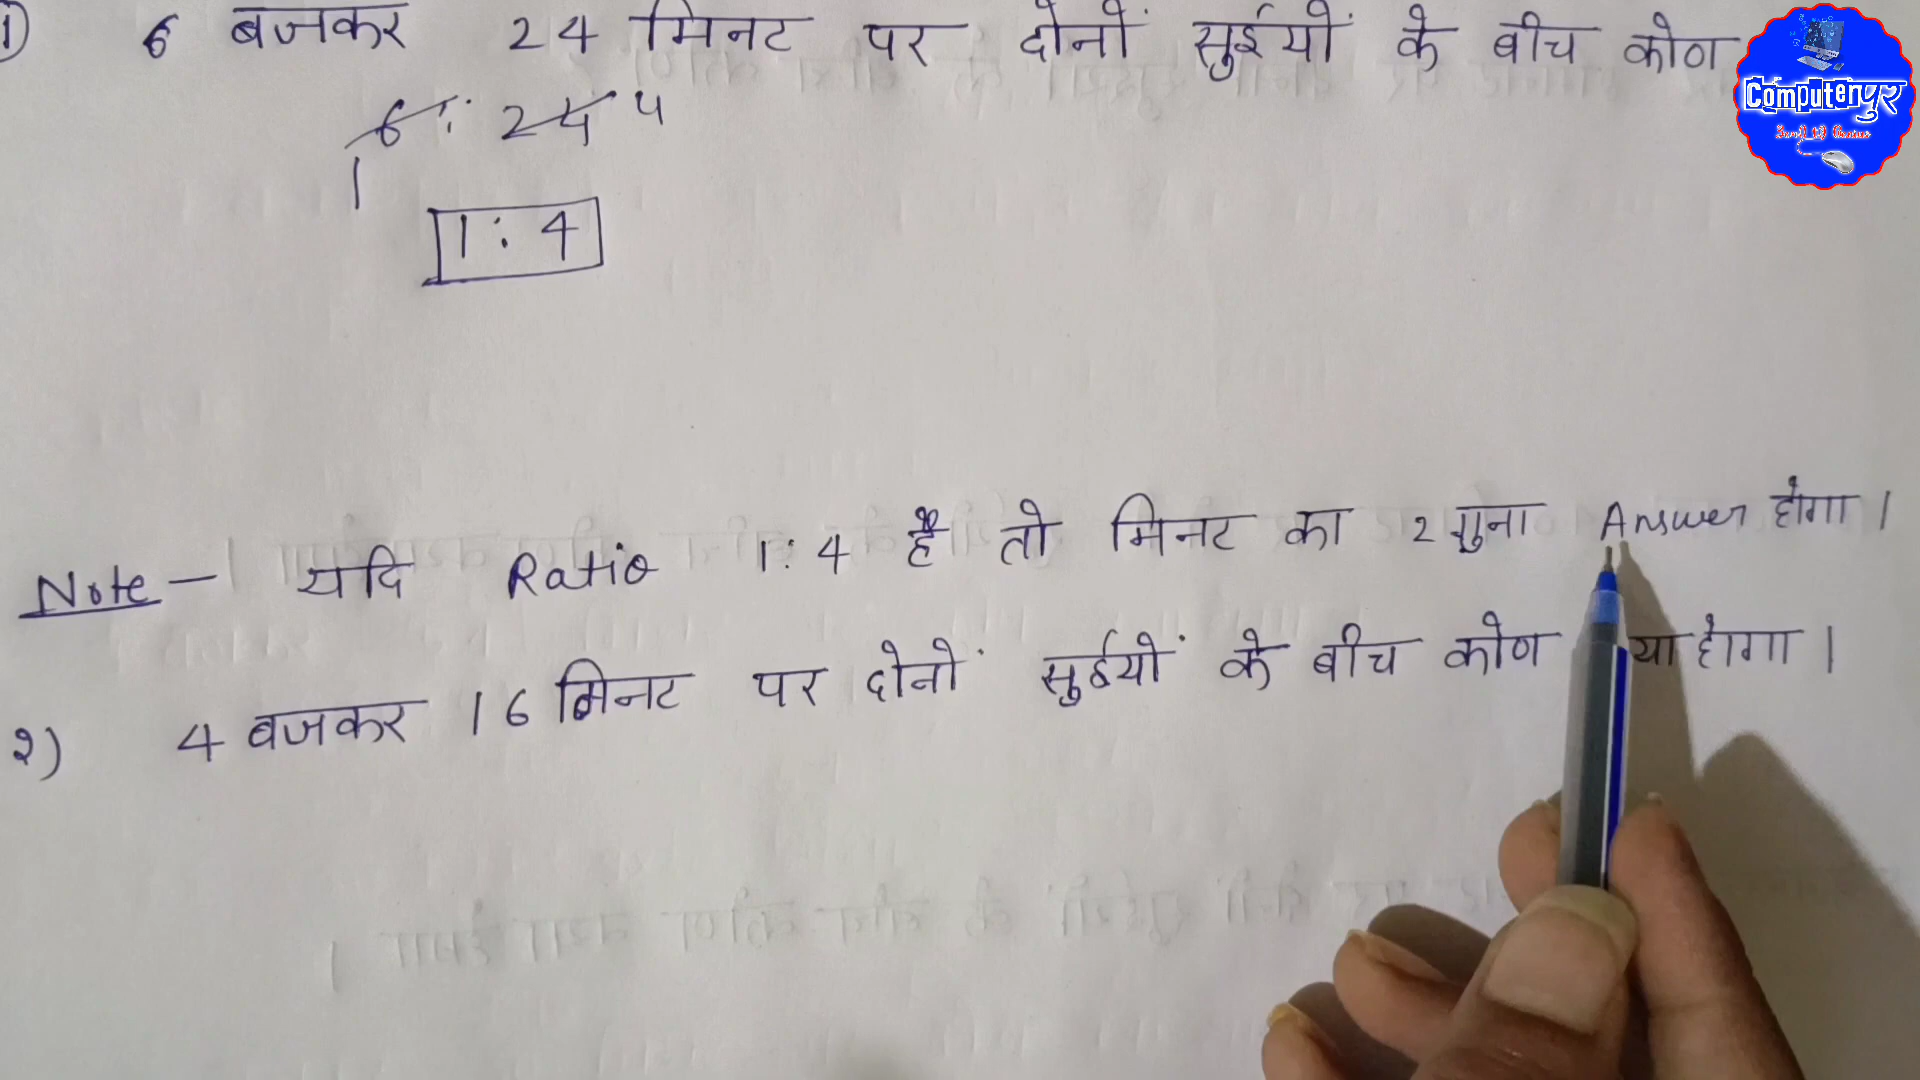 1) 6 बजकर 24 मिनट पर दोनों सुईयों के बीच कोण
6 : 24 4
1
1 : 4
Note - यदि Ratio 1:4 है तो मिनट का 2 गुना Answer होगा।
२) 4 बजकर 16 मिनट पर दोनों सुईयों के बीच कोण या होगा।
Computerपुर